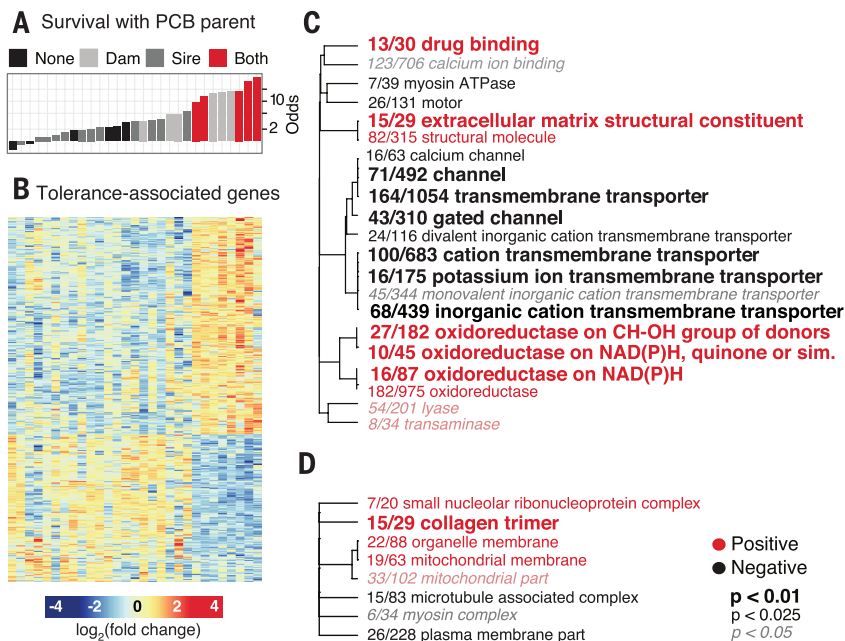 A Survival with PCB parent
None Dam Sire Both
10
2
Odds
B Tolerance-associated genes
-4 -2 0 2 4
log2(fold change)
C
13/30 drug binding
123/706 calcium ion binding
7/39 myosin ATPase
26/131 motor
15/29 extracellular matrix structural constituent
82/315 structural molecule
16/63 calcium channel
71/492 channel
164/1054 transmembrane transporter
43/310 gated channel
24/116 divalent inorganic cation transmembrane transporter
100/683 cation transmembrane transporter
16/175 potassium ion transmembrane transporter
45/344 monovalent inorganic cation transmembrane transporter
68/439 inorganic cation transmembrane transporter
27/182 oxidoreductase on CH-OH group of donors
10/45 oxidoreductase on NAD(P)H, quinone or sim.
16/87 oxidoreductase on NAD(P)H
182/975 oxidoreductase
54/201 lyase
8/34 transaminase
D
7/20 small nucleolar ribonucleoprotein complex
15/29 collagen trimer
22/88 organelle membrane
19/63 mitochondrial membrane
33/102 mitochondrial part
15/83 microtubule associated complex
6/34 myosin complex
26/228 plasma membrane part
Positive
Negative
p < 0.01
p < 0.025
p < 0.05